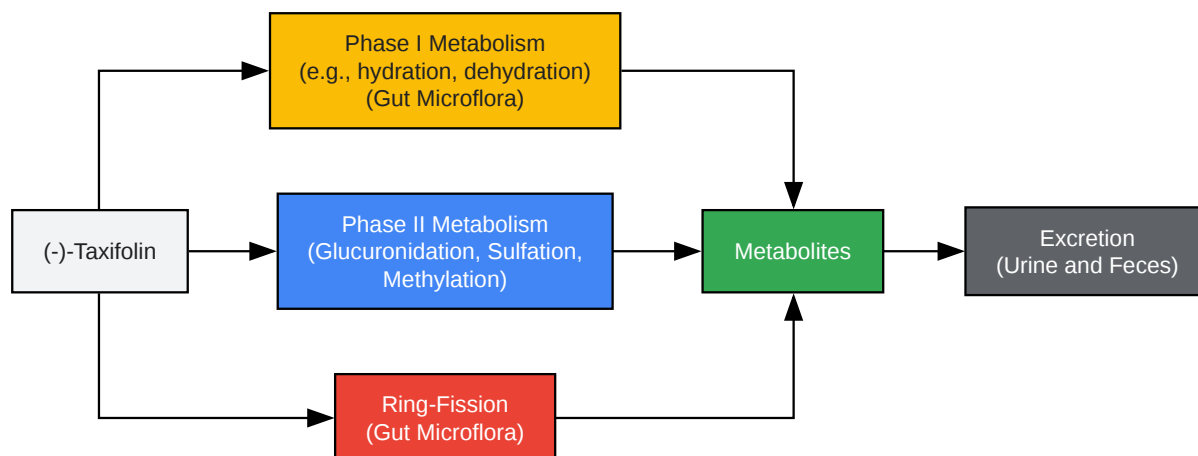 Phase I Metabolism
(e.g., hydration, dehydration)
(Gut Microflora)
(-)-Taxifolin
Phase II Metabolism
(Glucuronidation, Sulfation,
Methylation)
Metabolites
Excretion
(Urine and Feces)
Ring-Fission
(Gut Microflora)